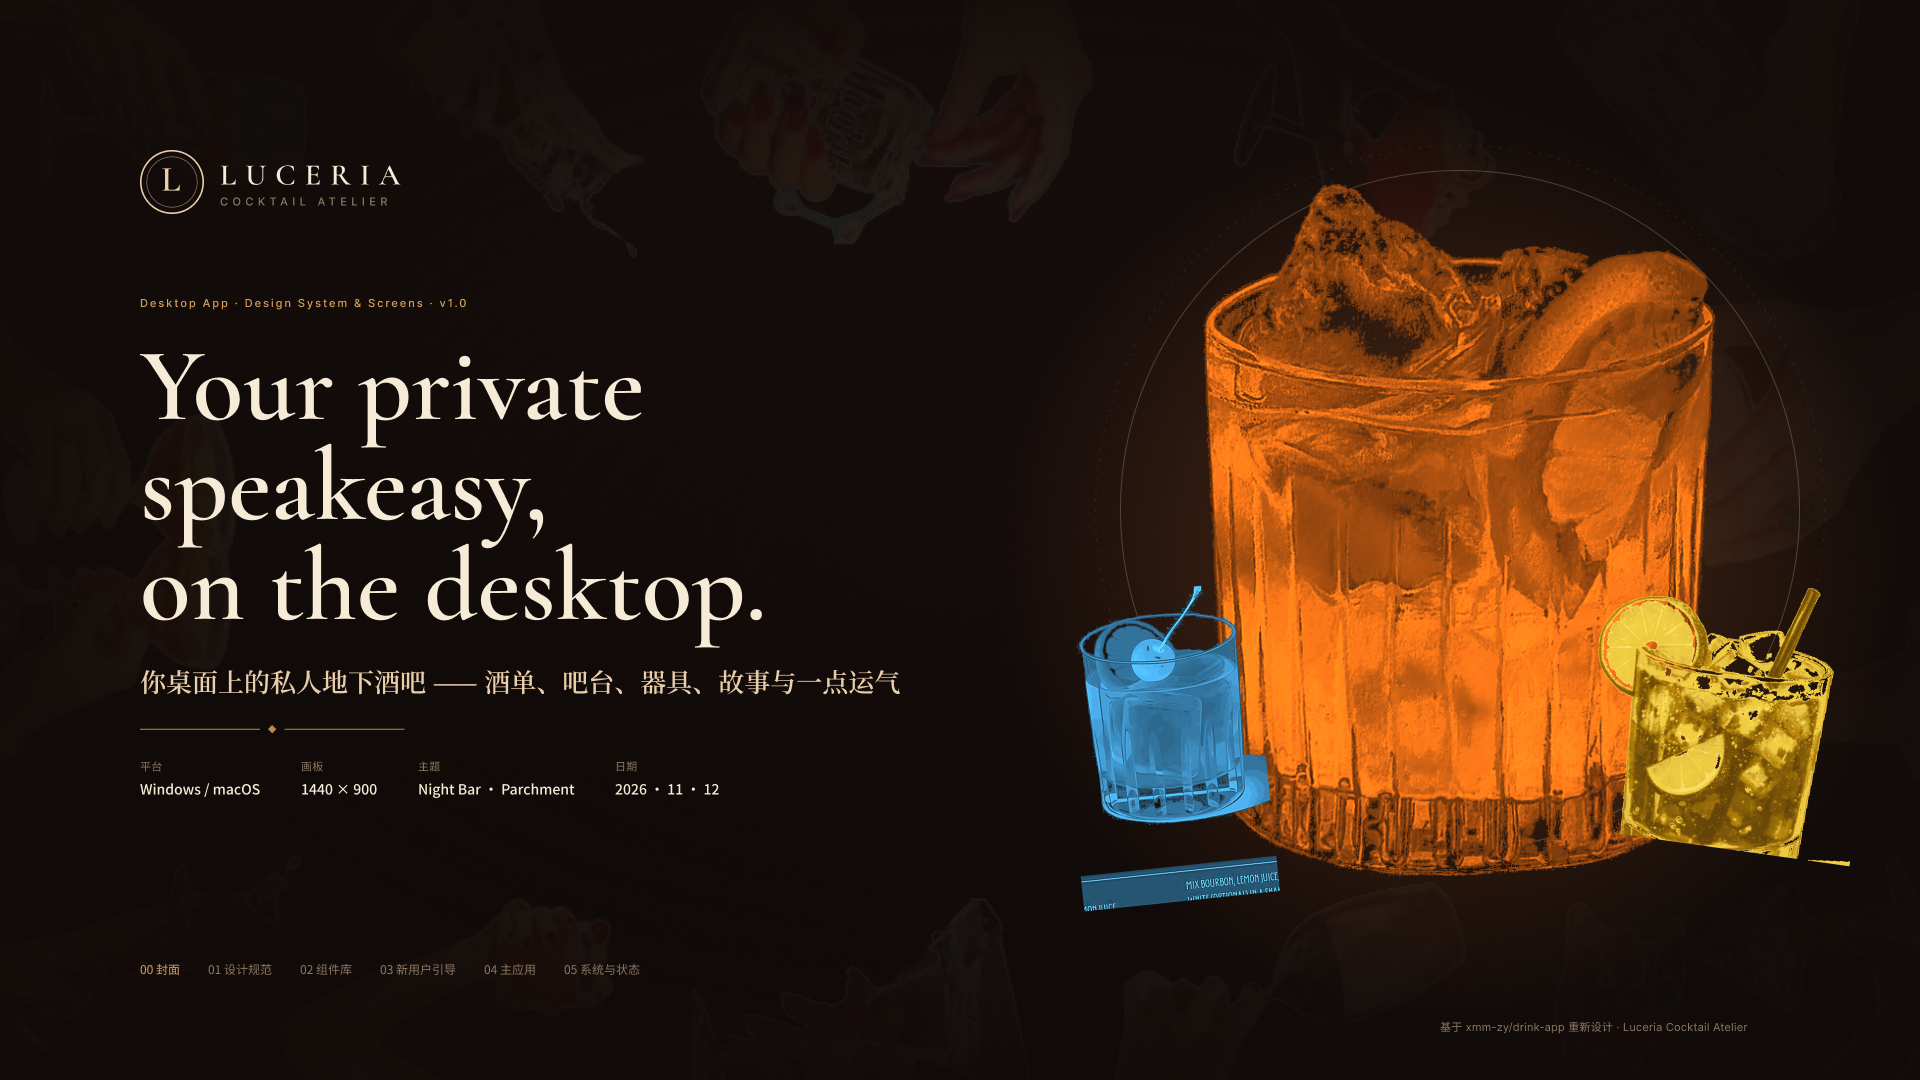 L LUCERIA
COCKTAIL ATELIER
Desktop App · Design System & Screens · v1.0
Your private
speakeasy,
on the desktop.
你桌面上的私人地下酒吧 —— 酒单、吧台、器具、故事与一点运气
平台 画板 主题 日期
Windows / macOS 1440 × 900 Night Bar • Parchment 2026 • 11 • 12
MIX BOURBON, LEMON JUICE,
00 封面 01 设计规范 02 组件库 03 新用户引导 04 主应用 05 系统与状态
基于 xmm-zy/drink-app 重新设计 · Luceria Cocktail Atelier